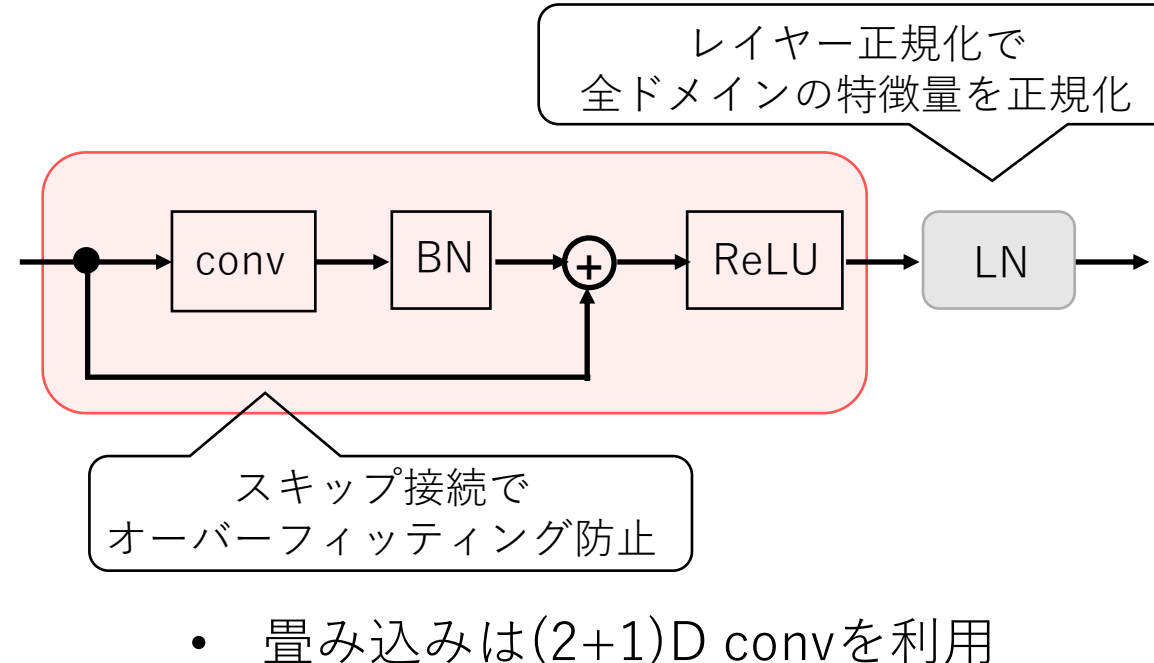 レイヤー正規化で
全ドメインの特徴量を正規化
conv
BN
+
ReLU
LN
スキップ接続で
オーバーフィッティング防止
• 畳み込みは(2+1)D convを利用